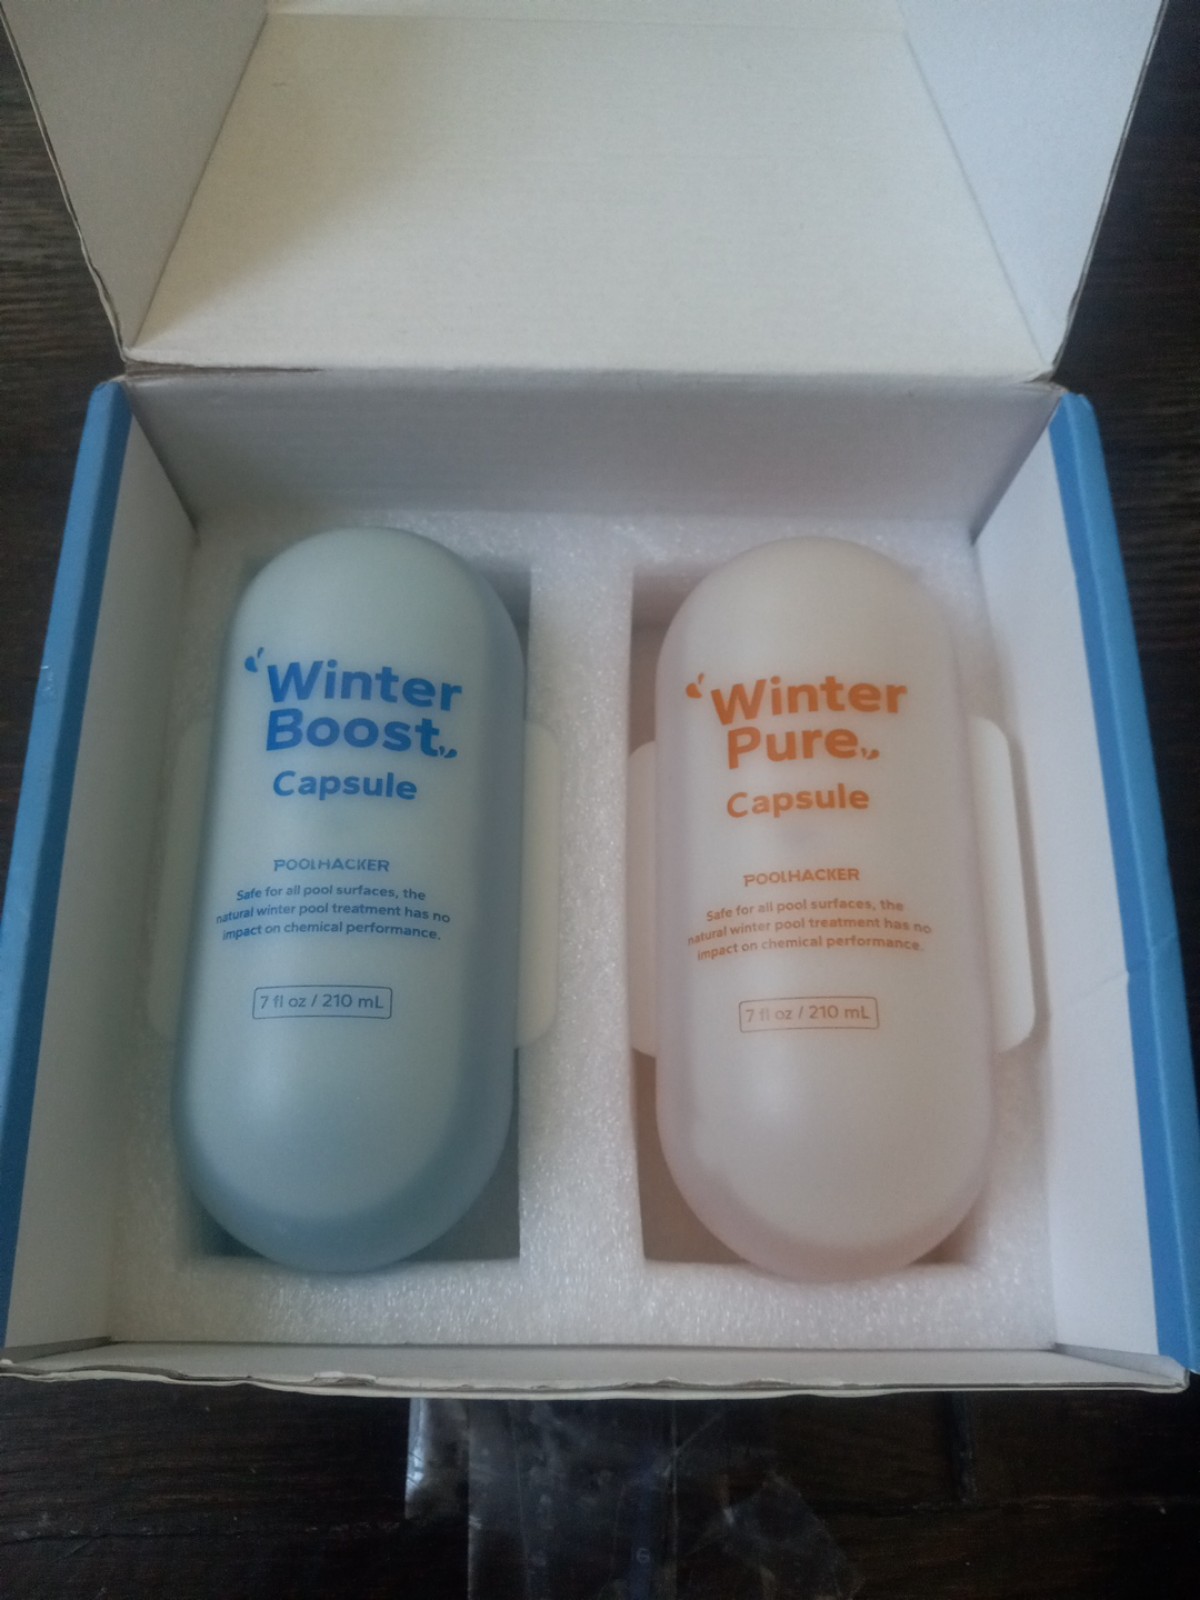 Winter
Boost
Capsule
POOLHACKER
Safe for all pool surfaces, the
natural winter pool treatment has no
impact on chemical performance.
7 fl oz / 210 mL
Winter
Pure
Capsule
POOLHACKER
Safe for all pool surfaces, the
natural winter pool treatment has no
impact on chemical performance.
7 fl oz / 210 mL